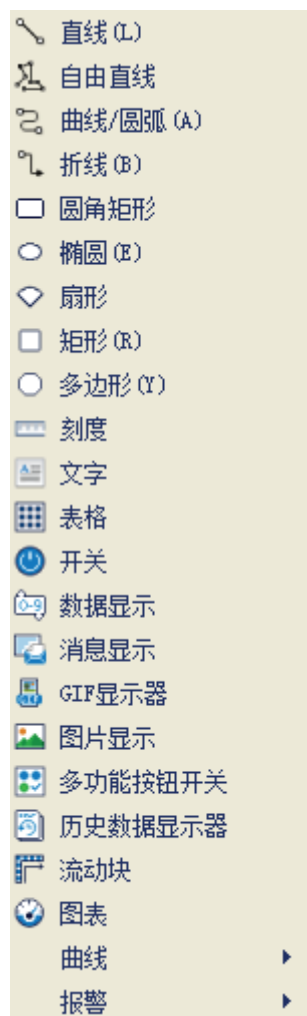 直线(L)
自由直线
曲线/圆弧(A)
折线(B)
圆角矩形
椭圆(E)
扇形
矩形(R)
多边形(Y)
刻度
文字
表格
开关
数据显示
消息显示
GIF显示器
图片显示
多功能按钮开关
历史数据显示器
流动块
图表
曲线
报警